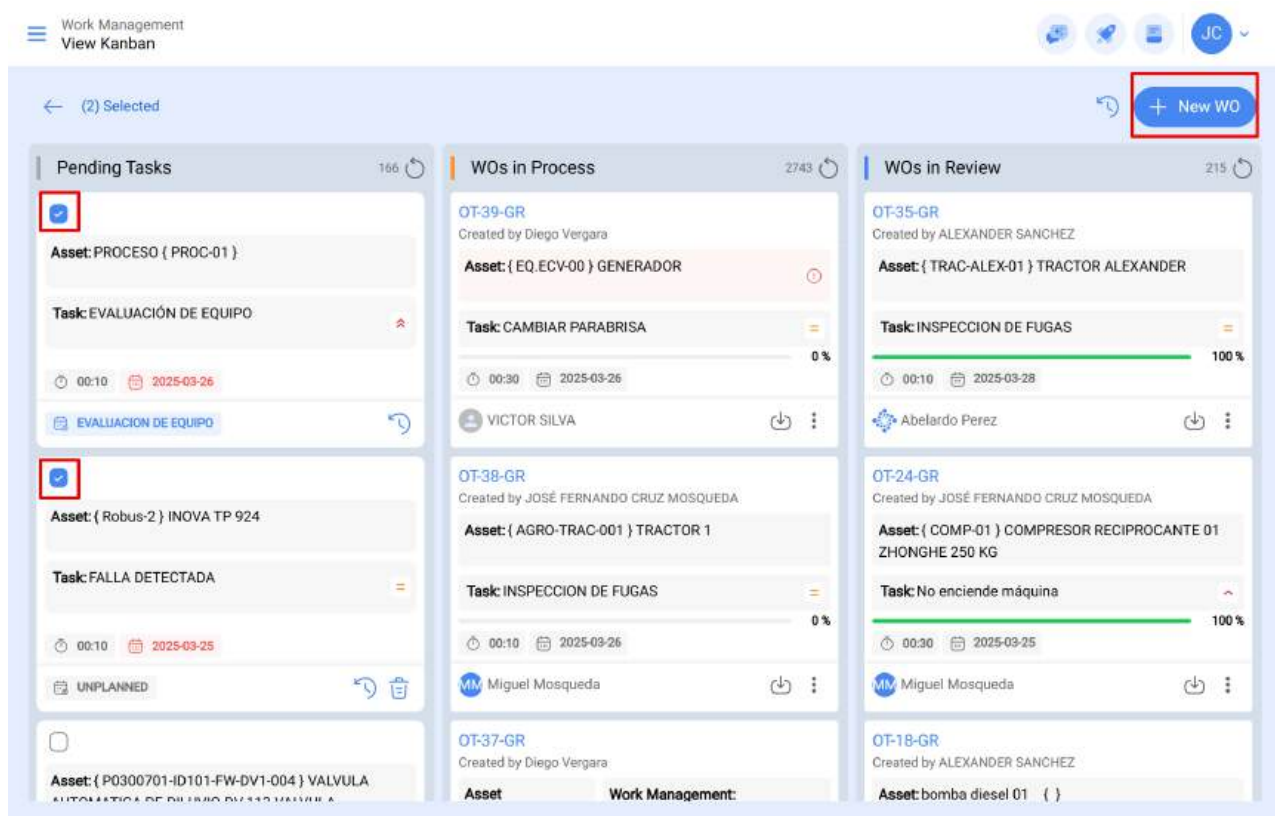 Work Management
View Kanban
JC
(2) Selected
+ New WO
Pending Tasks 166
Asset: PROCESO { PROC-01 }
Task: EVALUACIÓN DE EQUIPO
00:10 2025-03-26
EVALUACION DE EQUIPO
Asset: { Robus-2 } INOVA TP 924
Task: FALLA DETECTADA
00:10 2025-03-25
UNPLANNED
Asset: { P0300701-ID101-FW-DV1-004 } VALVULA
WOs in Process 2743
OT-39-GR
Created by Diego Vergara
Asset: { EQ.ECV-00 } GENERADOR
Task: CAMBIAR PARABRISA
0 %
00:30 2025-03-26
VICTOR SILVA
OT-38-GR
Created by JOSÉ FERNANDO CRUZ MOSQUEDA
Asset: { AGRO-TRAC-001 } TRACTOR 1
Task: INSPECCION DE FUGAS
0 %
00:10 2025-03-26
MM Miguel Mosqueda
OT-37-GR
Created by Diego Vergara
Asset Work Management:
WOs in Review 215
OT-35-GR
Created by ALEXANDER SANCHEZ
Asset: { TRAC-ALEX-01 } TRACTOR ALEXANDER
Task: INSPECCION DE FUGAS
100 %
00:10 2025-03-28
Abelardo Perez
OT-24-GR
Created by JOSÉ FERNANDO CRUZ MOSQUEDA
Asset: { COMP-01 } COMPRESOR RECIPROCANTE 01
ZHONGHE 250 KG
Task: No enciende máquina
100 %
00:30 2025-03-25
MM Miguel Mosqueda
OT-18-GR
Created by ALEXANDER SANCHEZ
Asset: bomba diesel 01 { }